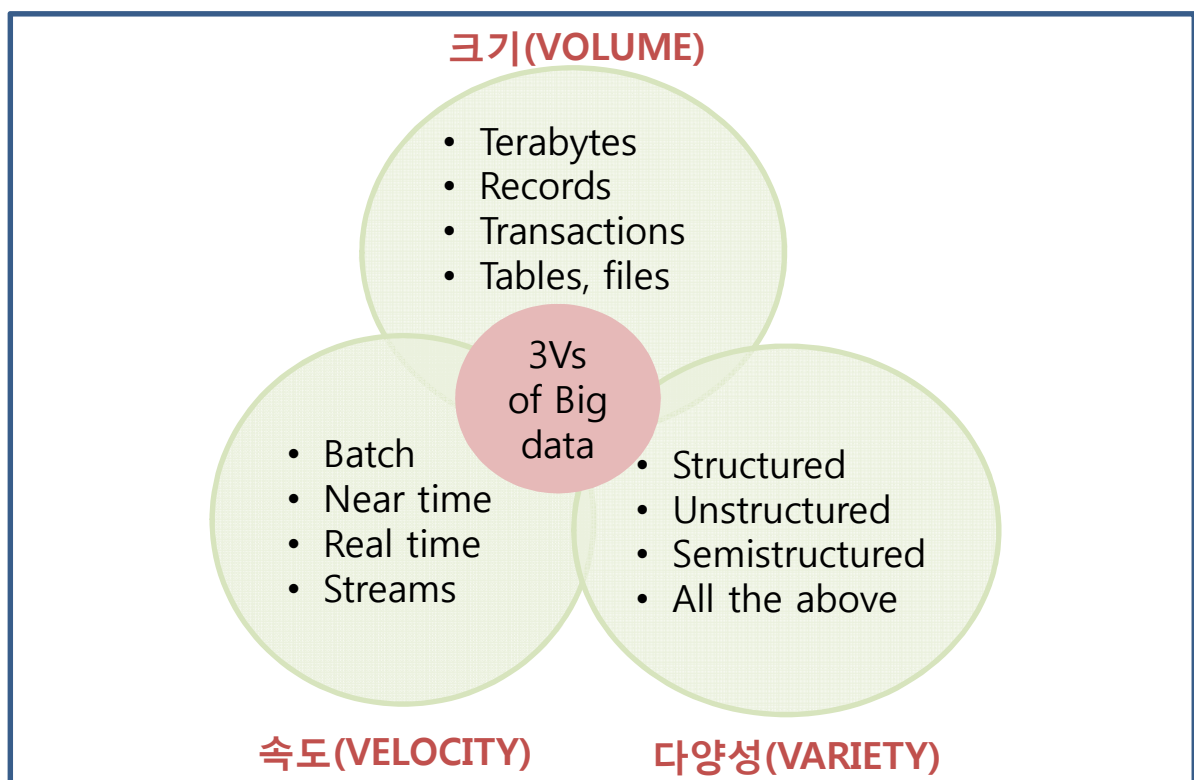 크기(VOLUME)
• Terabytes
• Records
• Transactions
• Tables, files
3Vs
of Big
data
• Batch
• Near time
• Real time
• Streams
• Structured
• Unstructured
• Semistructured
• All the above
속도(VELOCITY)
다양성(VARIETY)